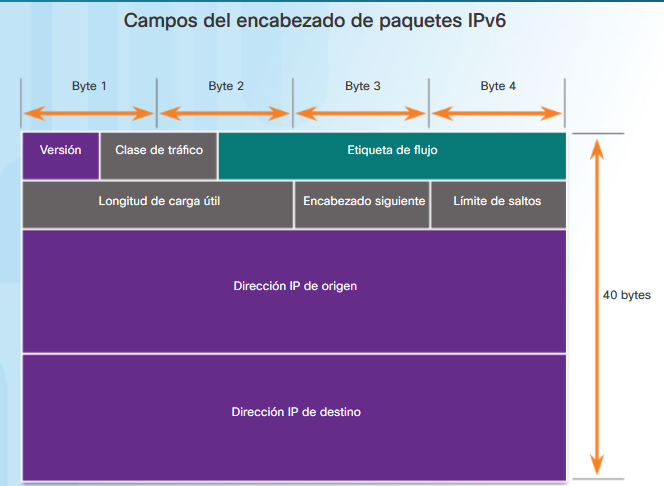 Campos del encabezado de paquetes IPv6
Byte 1 Byte 2 Byte 3 Byte 4
Versión Clase de tráfico Etiqueta de flujo
Longitud de carga útil Encabezado siguiente Límite de saltos
Dirección IP de origen
40 bytes
Dirección IP de destino